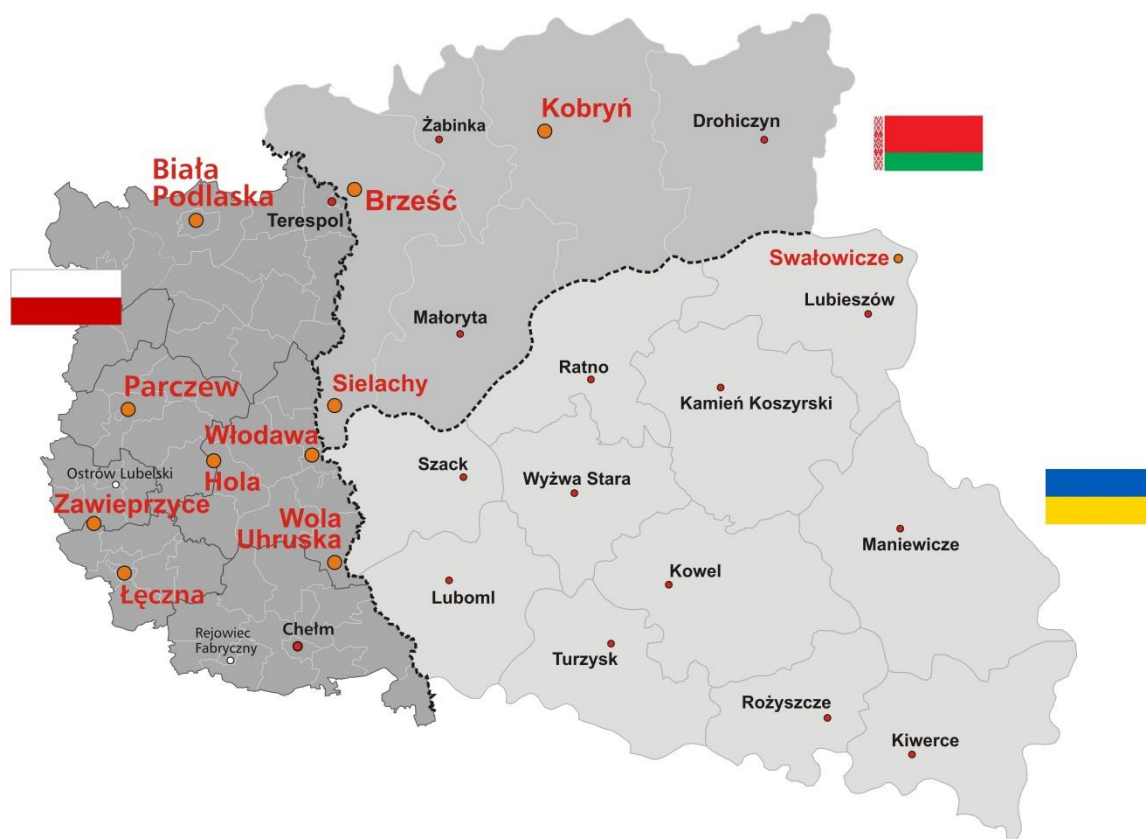 Kobryń
Żabinka
Drohiczyn
Biała
Podlaska
Brześć
Terespol
Swałowicze
Lubieszów
Małoryta
Ratno
Parczew
Sielachy
Kamień Koszyrski
Włodawa
Szack
Ostrów Lubelski
Hola
Wyżwa Stara
Zawieprzyce
Wola
Uhruska
Maniewicze
Kowel
Łęczna
Luboml
Rejowiec
Fabryczny
Chełm
Turzysk
Rożyszcze
Kiwerce